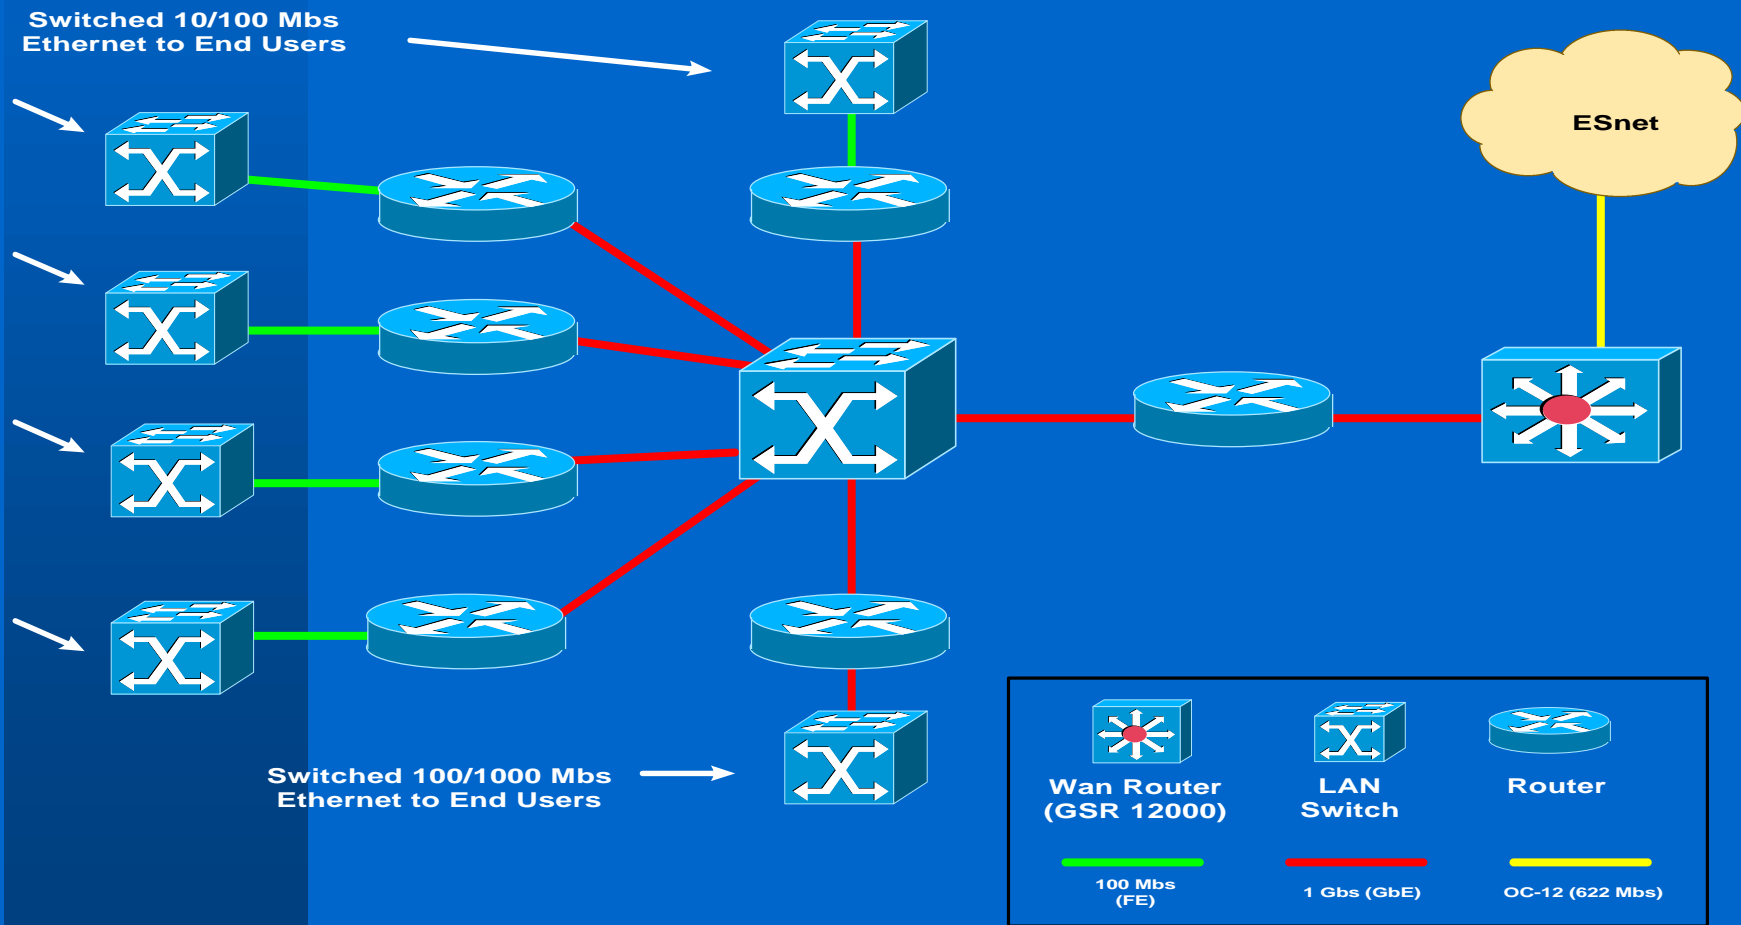 Switched 10/100 Mbs
Ethernet to End Users
ESnet
Switched 100/1000 Mbs
Ethernet to End Users
Wan Router
(GSR 12000)
LAN
Switch
Router
100 Mbs
(FE)
1 Gbs (GbE)
OC-12 (622 Mbs)